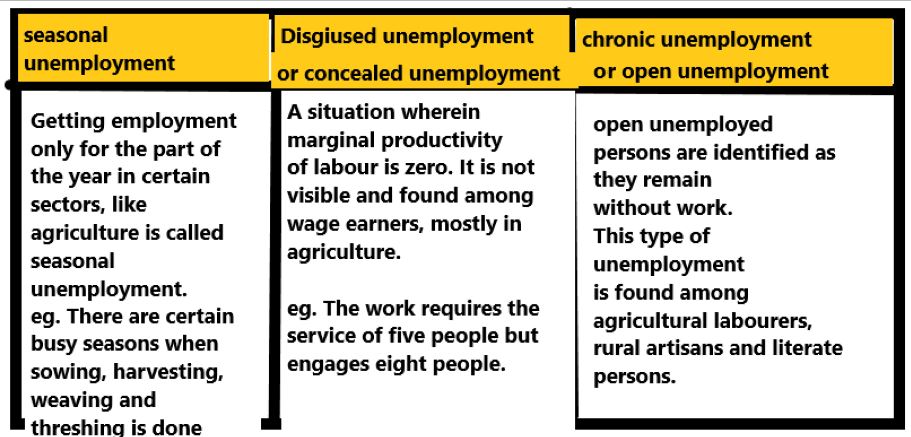 seasonal
unemployment
Disgiused unemployment
or concealed unemployment
chronic unemployment
or open unemployment
Getting employment
only for the part of
the year in certain
sectors, like
agriculture is called
seasonal
unemployment.
eg. There are certain
busy seasons when
sowing, harvesting,
weaving and
threshing is done
A situation wherein
marginal productivity
of labour is zero. It is not
visible and found among
wage earners, mostly in
agriculture.
eg. The work requires the
service of five people but
engages eight people.
open unemployed
persons are identified as
they remain
without work.
This type of
unemployment
is found among
agricultural labourers,
rural artisans and literate
persons.